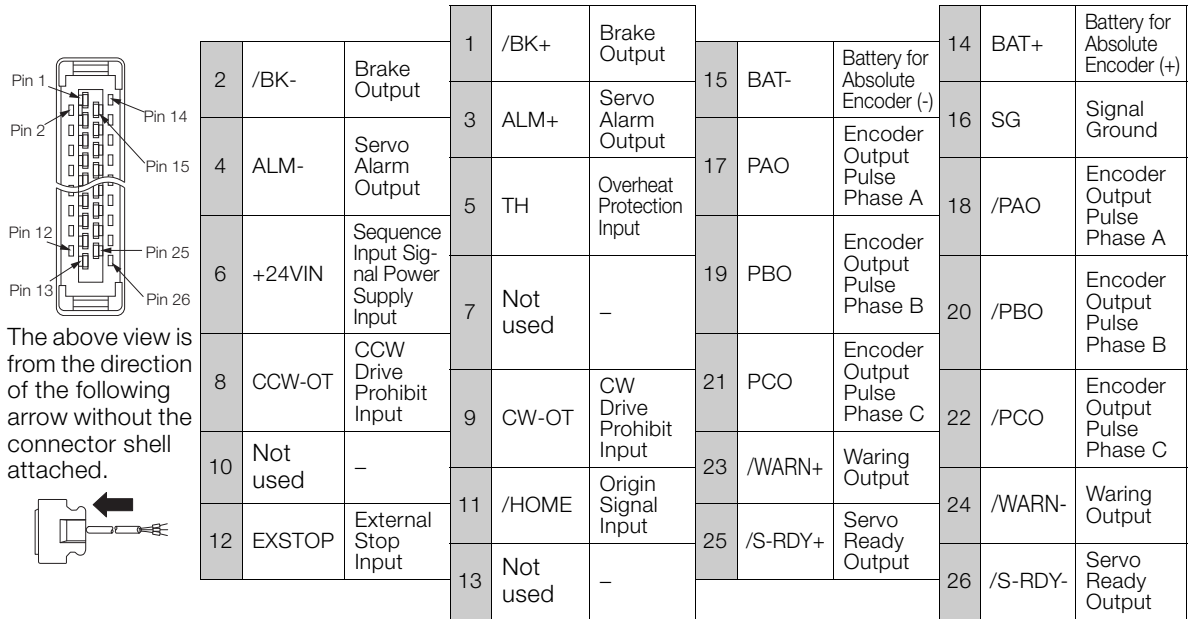 Pin 1
Pin 2
Pin 14
Pin 15
Pin 12
Pin 25
Pin 13
Pin 26
The above view is
from the direction
of the following
arrow without the
connector shell
attached.
2 /BK- Brake
Output
4 ALM- Servo
Alarm
Output
6 +24VIN Sequence
Input Sig-
nal Power
Supply
Input
8 CCW-OT CCW
Drive
Prohibit
Input
10 Not
used –
12 EXSTOP External
Stop
Input
1 /BK+ Brake
Output
3 ALM+ Servo
Alarm
Output
5 TH Overheat
Protection
Input
7 Not
used –
9 CW-OT CW
Drive
Prohibit
Input
11 /HOME Origin
Signal
Input
13 Not
used –
15 BAT- Battery for
Absolute
Encoder (-)
17 PAO Encoder
Output
Pulse
Phase A
19 PBO Encoder
Output
Pulse
Phase B
21 PCO Encoder
Output
Pulse
Phase C
23 /WARN+ Waring
Output
25 /S-RDY+ Servo
Ready
Output
14 BAT+ Battery for
Absolute
Encoder (+)
16 SG Signal
Ground
18 /PAO Encoder
Output
Pulse
Phase A
20 /PBO Encoder
Output
Pulse
Phase B
22 /PCO Encoder
Output
Pulse
Phase C
24 /WARN- Waring
Output
26 /S-RDY- Servo
Ready
Output